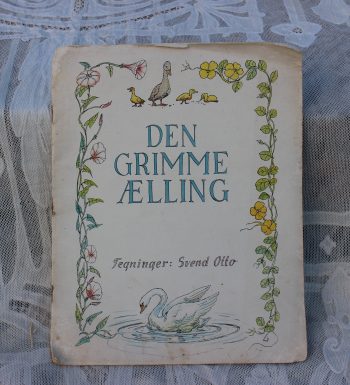 DEN
GRIMME
ÆLLING
Tegninger: Svend Otto